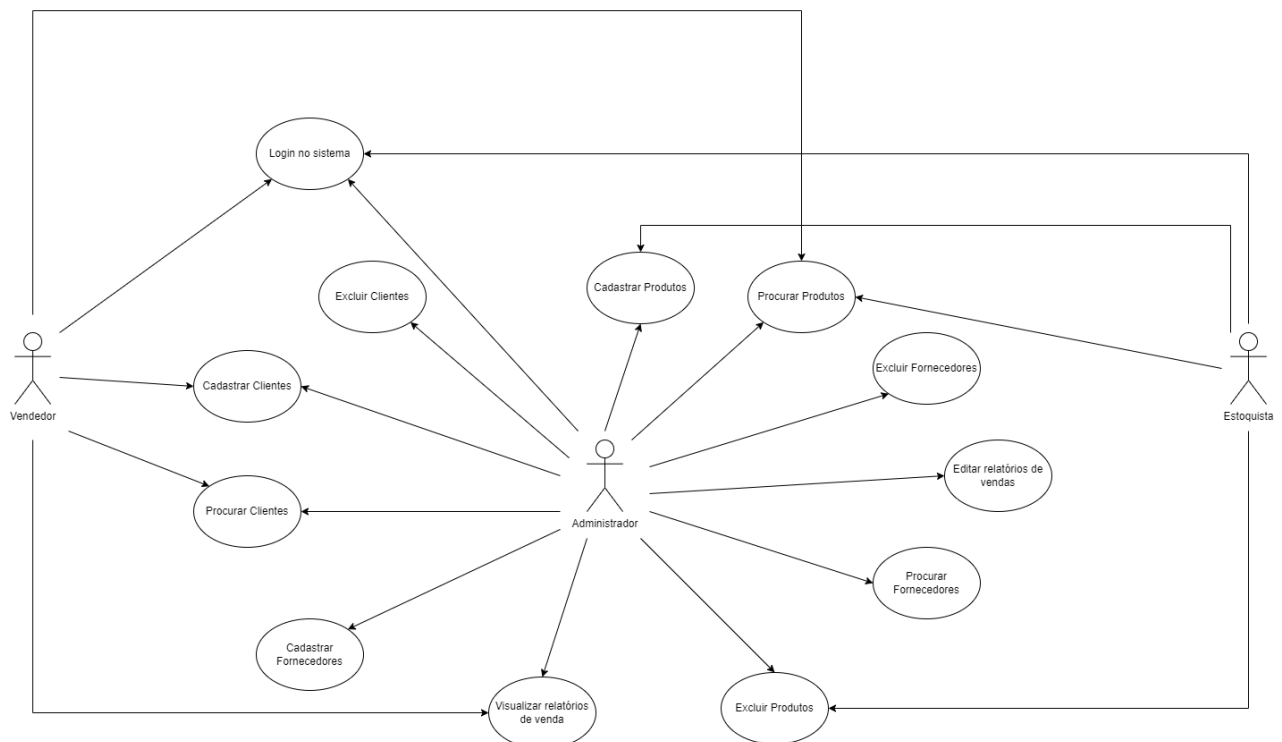 Login no sistema
Cadastrar Produtos
Procurar Produtos
Excluir Clientes
Excluir Fornecedores
Cadastrar Clientes
Vendedor
Estoquista
Editar relatórios de
vendas
Procurar Clientes
Administrador
Procurar
Fornecedores
Cadastrar
Fornecedores
Visualizar relatórios
de venda
Excluir Produtos